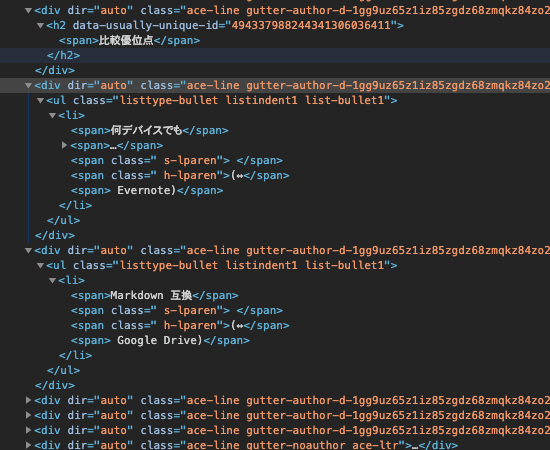 ▼<div dir="auto" class="ace-line gutter-author-d-1gg9uz65z1iz85zgdz68zmqkz84zo2
▼<h2 data-usually-unique-id="494337988244341306036411">
<span>比較優位点</span>
</h2>
</div>
▼<div dir="auto" class="ace-line gutter-author-d-1gg9uz65z1iz85zgdz68zmqkz84zo2
▼<ul class="listtype-bullet listindent1 list-bullet1">
▼<li>
<span>何デバイスでも</span>
▶<span>…</span>
<span class=" s-lparen"> </span>
<span class=" h-lparen">(↔</span>
<span> Evernote)</span>
</li>
</ul>
</div>
▼<div dir="auto" class="ace-line gutter-author-d-1gg9uz65z1iz85zgdz68zmqkz84zo2
▼<ul class="listtype-bullet listindent1 list-bullet1">
▼<li>
<span>Markdown 互換</span>
<span class=" s-lparen"> </span>
<span class=" h-lparen">(↔</span>
<span> Google Drive)</span>
</li>
</ul>
</div>
▶<div dir="auto" class="ace-line gutter-author-d-1gg9uz65z1iz85zgdz68zmqkz84zo2
▶<div dir="auto" class="ace-line gutter-author-d-1gg9uz65z1iz85zgdz68zmqkz84zo2
▶<div dir="auto" class="ace-line gutter-author-d-1gg9uz65z1iz85zgdz68zmqkz84zo2
▶<div dir="auto" class="ace-line gutter-noauthor ace-ltr">…</div>